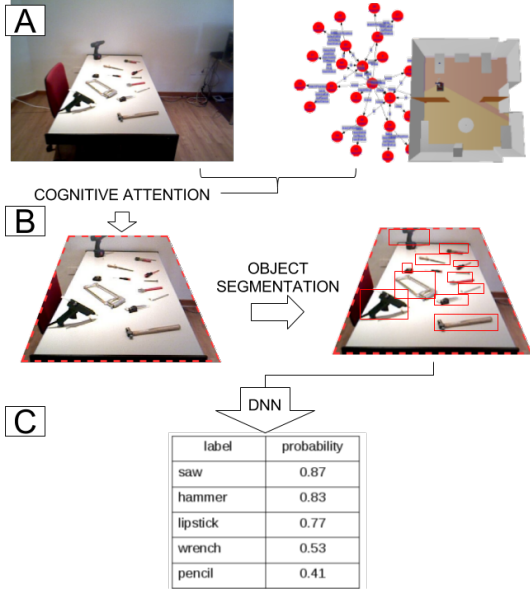 A
COGNITIVE ATTENTION
B
OBJECT
SEGMENTATION
C
DNN
label probability
saw 0.87
hammer 0.83
lipstick 0.77
wrench 0.53
pencil 0.41